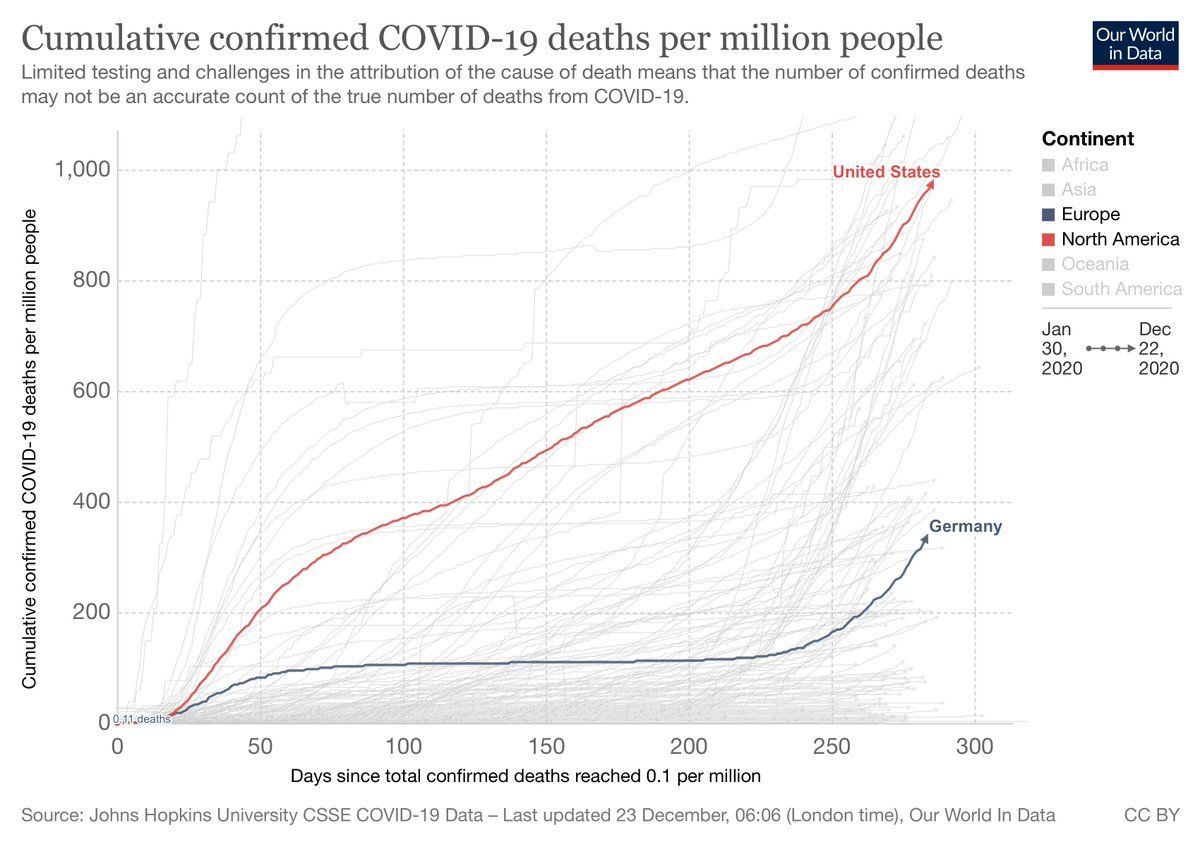 Cumulative confirmed COVID-19 deaths per million people
Our World
in Data
Limited testing and challenges in the attribution of the cause of death means that the number of confirmed deaths
may not be an accurate count of the true number of deaths from COVID-19.
Continent
Africa
Asia
Europe
North America
Oceania
South America
Jan
30,
2020
Dec
22,
2020
Cumulative confirmed COVID-19 deaths per million people
1,000
800
600
400
200
0
United States
Germany
0.11 deaths
0 50 100 150 200 250 300
Days since total confirmed deaths reached 0.1 per million
Source: Johns Hopkins University CSSE COVID-19 Data – Last updated 23 December, 06:06 (London time), Our World In Data
CC BY